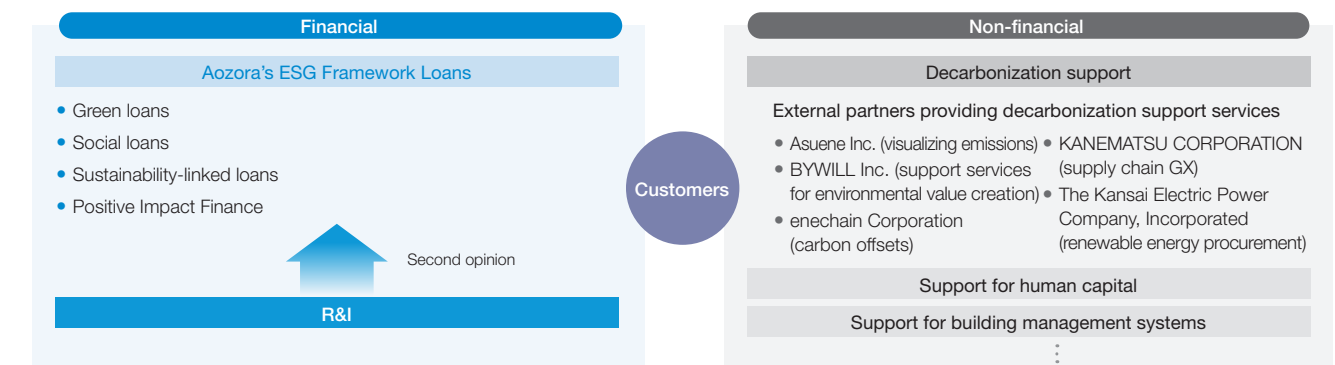 Financial
Aozora's ESG Framework Loans
• Green loans
• Social loans
• Sustainability-linked loans
• Positive Impact Finance
Second opinion
R&I
Customers
Non-financial
Decarbonization support
External partners providing decarbonization support services
• Asuene Inc. (visualizing emissions)
• BYWILL Inc. (support services
for environmental value creation)
• enechain Corporation
(carbon offsets)
• KANEMATSU CORPORATION
(supply chain GX)
• The Kansai Electric Power
Company, Incorporated
(renewable energy procurement)
Support for human capital
Support for building management systems